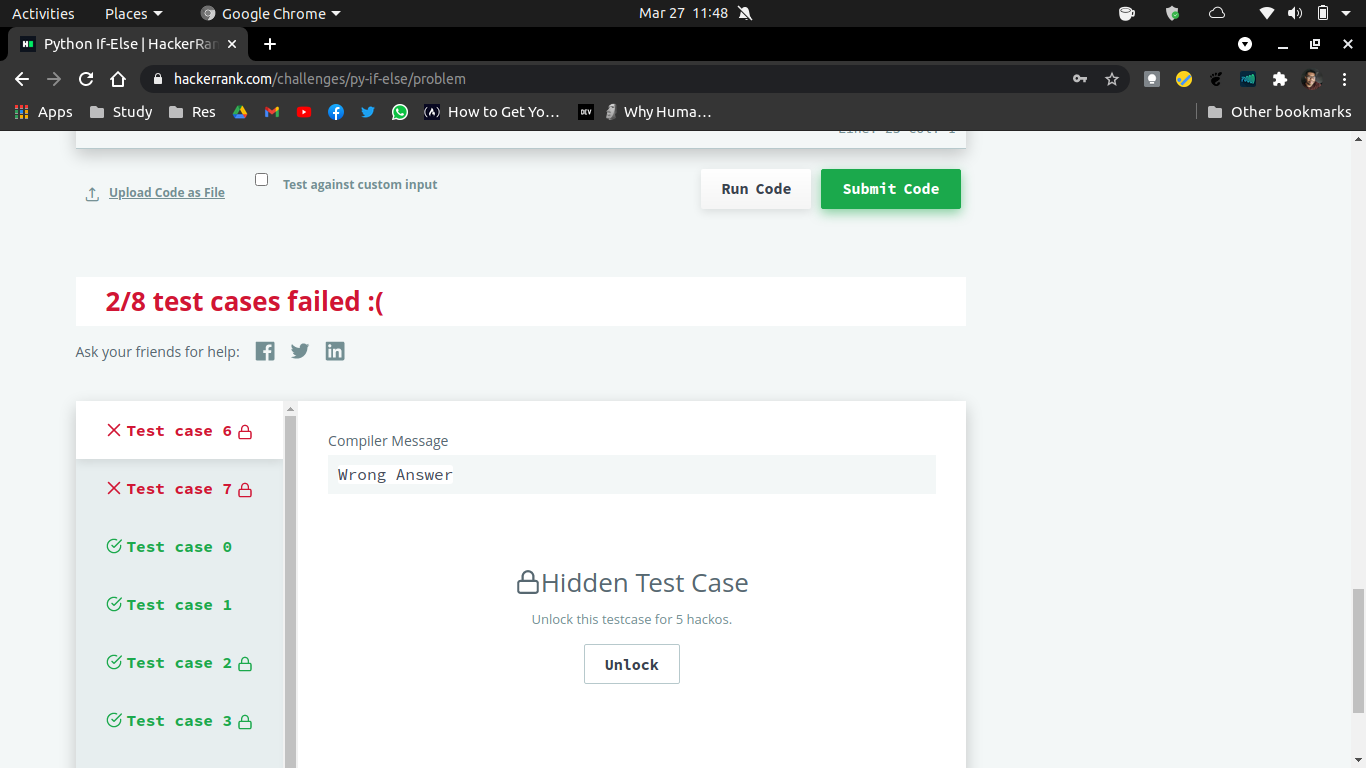 Activities Places Google Chrome Mar 27 11:48
Python If-Else | HackerRan
hackerrank.com/challenges/py-if-else/problem
Apps Study Res How to Get Yo... DEV Why Huma... Other bookmarks
Upload Code as File Test against custom input Run Code Submit Code
2/8 test cases failed :(
Ask your friends for help:
Test case 6
Test case 7
Test case 0
Test case 1
Test case 2
Test case 3
Compiler Message
Wrong Answer
Hidden Test Case
Unlock this testcase for 5 hackos.
Unlock